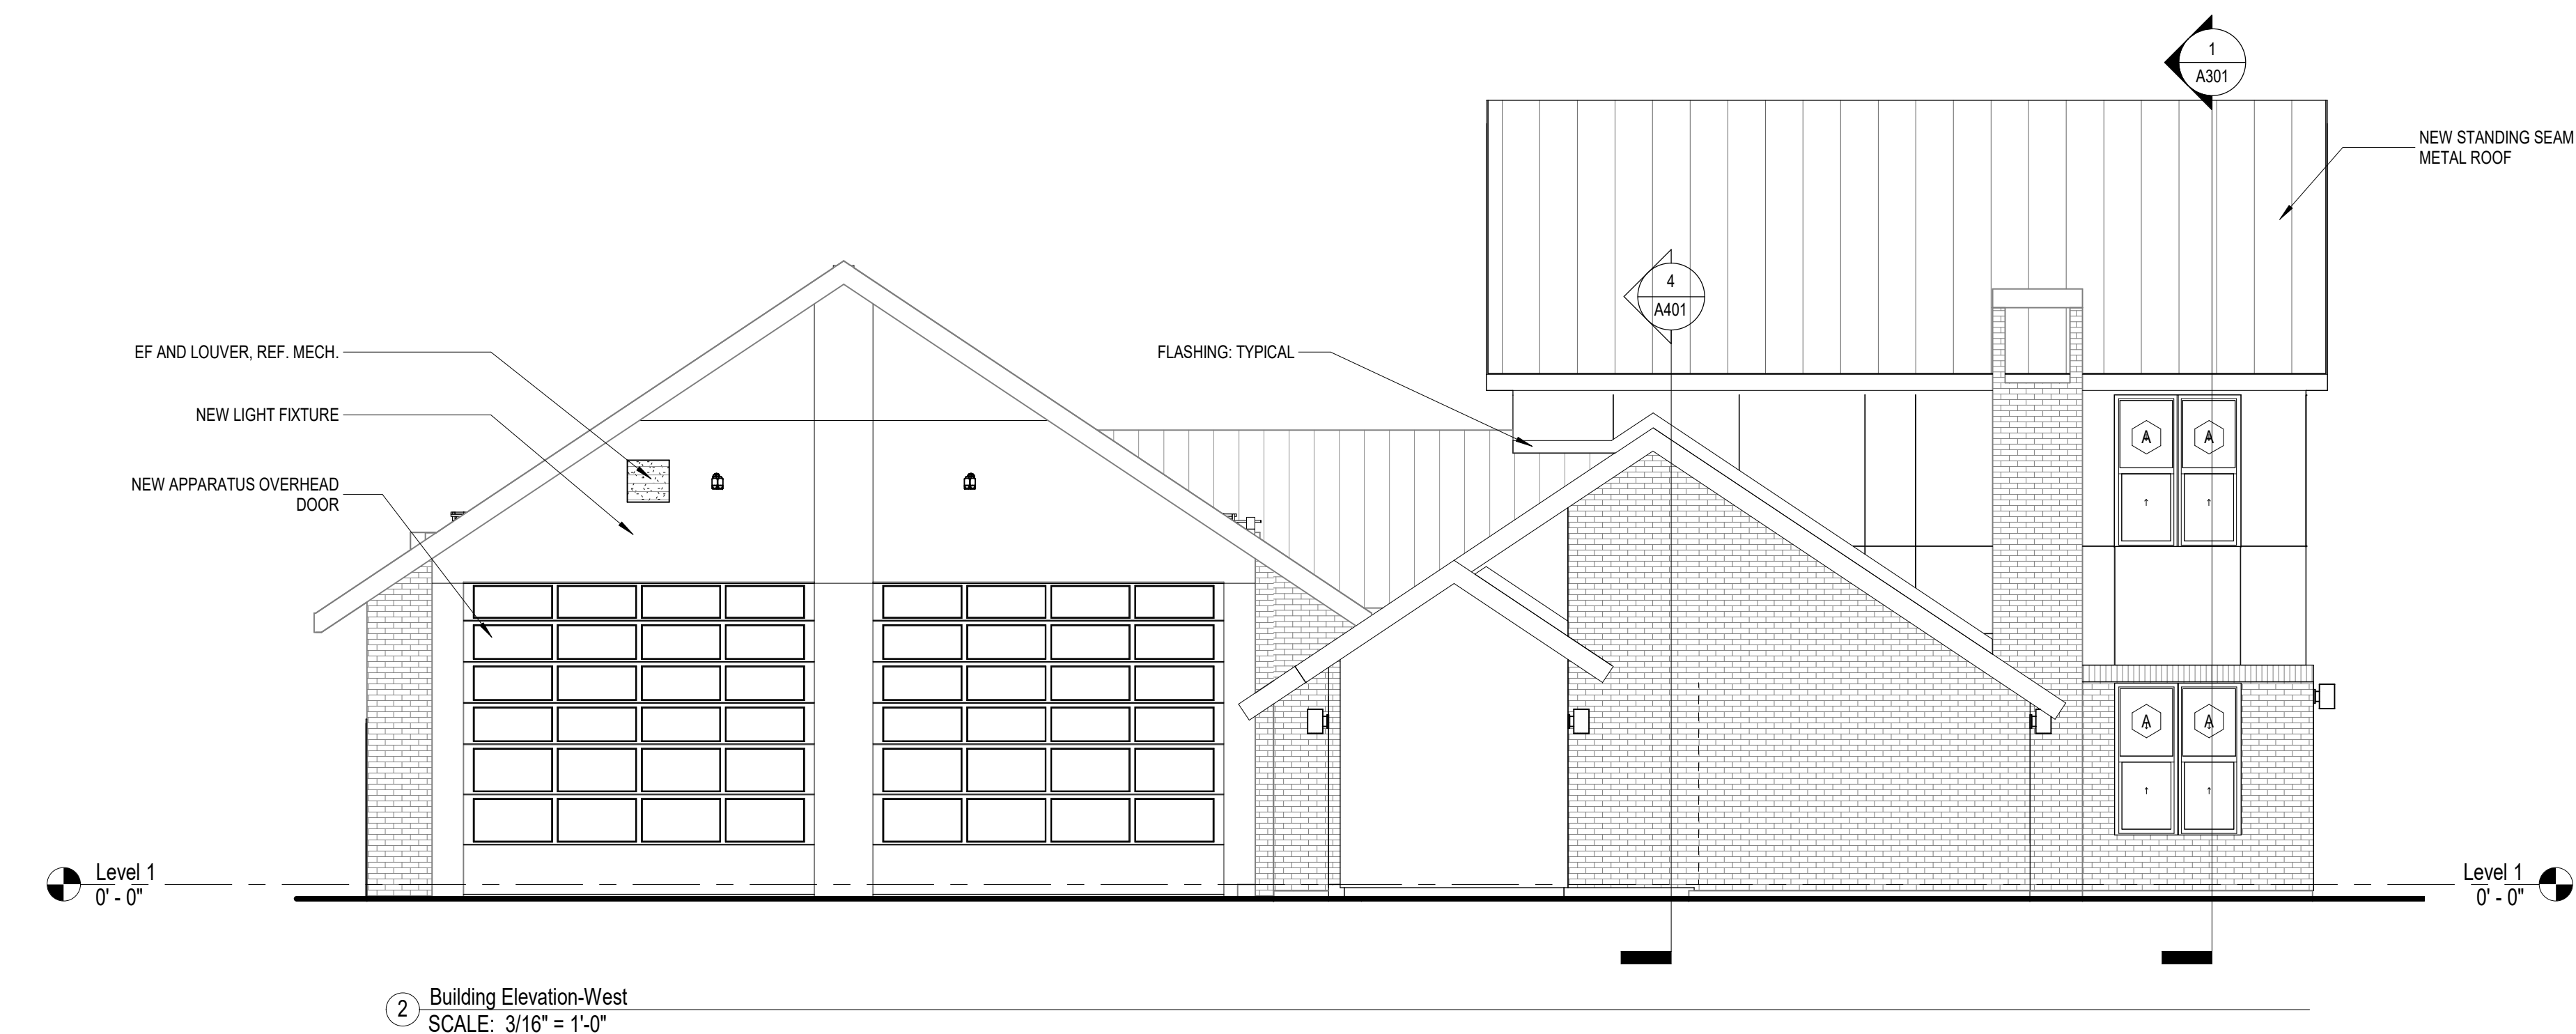 1
A301
NEW STANDING SEAM
METAL ROOF
4
A401
EF AND LOUVER, REF. MECH.
FLASHING: TYPICAL
NEW LIGHT FIXTURE
A
A
NEW APPARATUS OVERHEAD
DOOR
A
A
Level 1
0' - 0"
Level 1
0' - 0"
2
Building Elevation-West
SCALE: 3/16" = 1'-0"